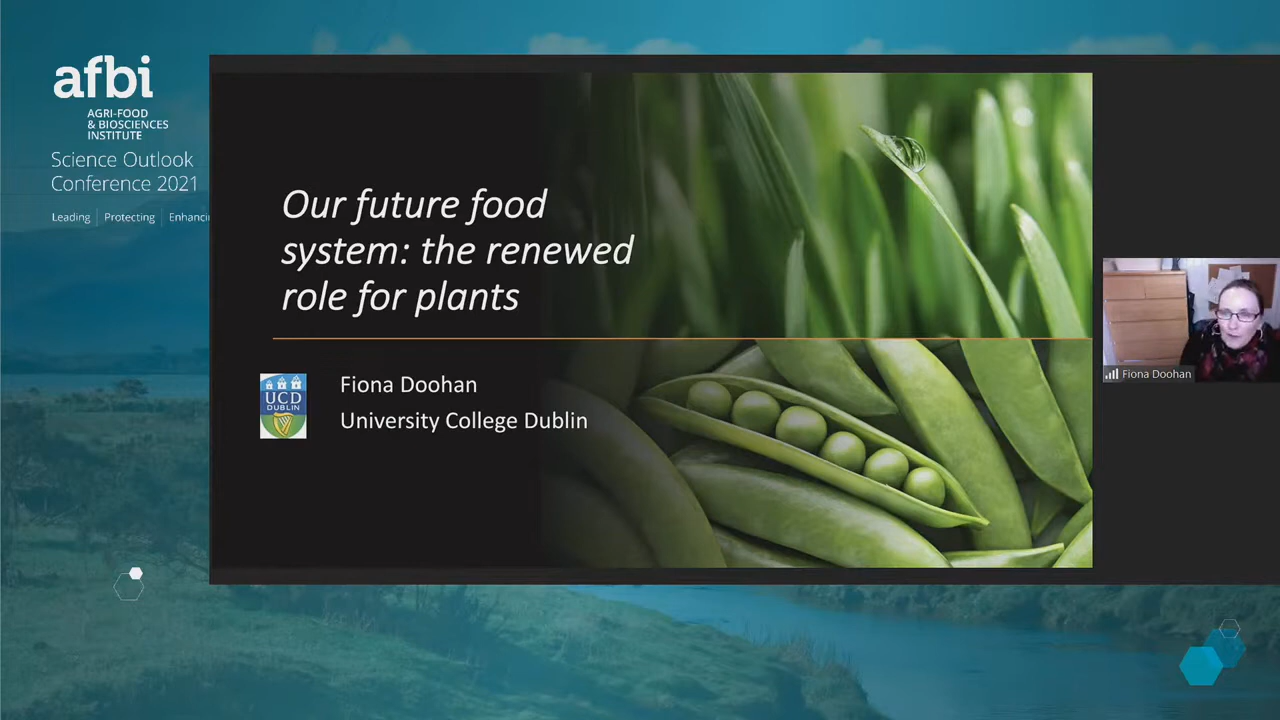 afbi
AGRI-FOOD
& BIOSCIENCES
INSTITUTE
Science Outlook
Conference 2021
Leading
Protecting
Enhancin
Our future food
system: the renewed
role for plants
UCD
DUBLIN
Fiona Doohan
University College Dublin
Fiona Doohan